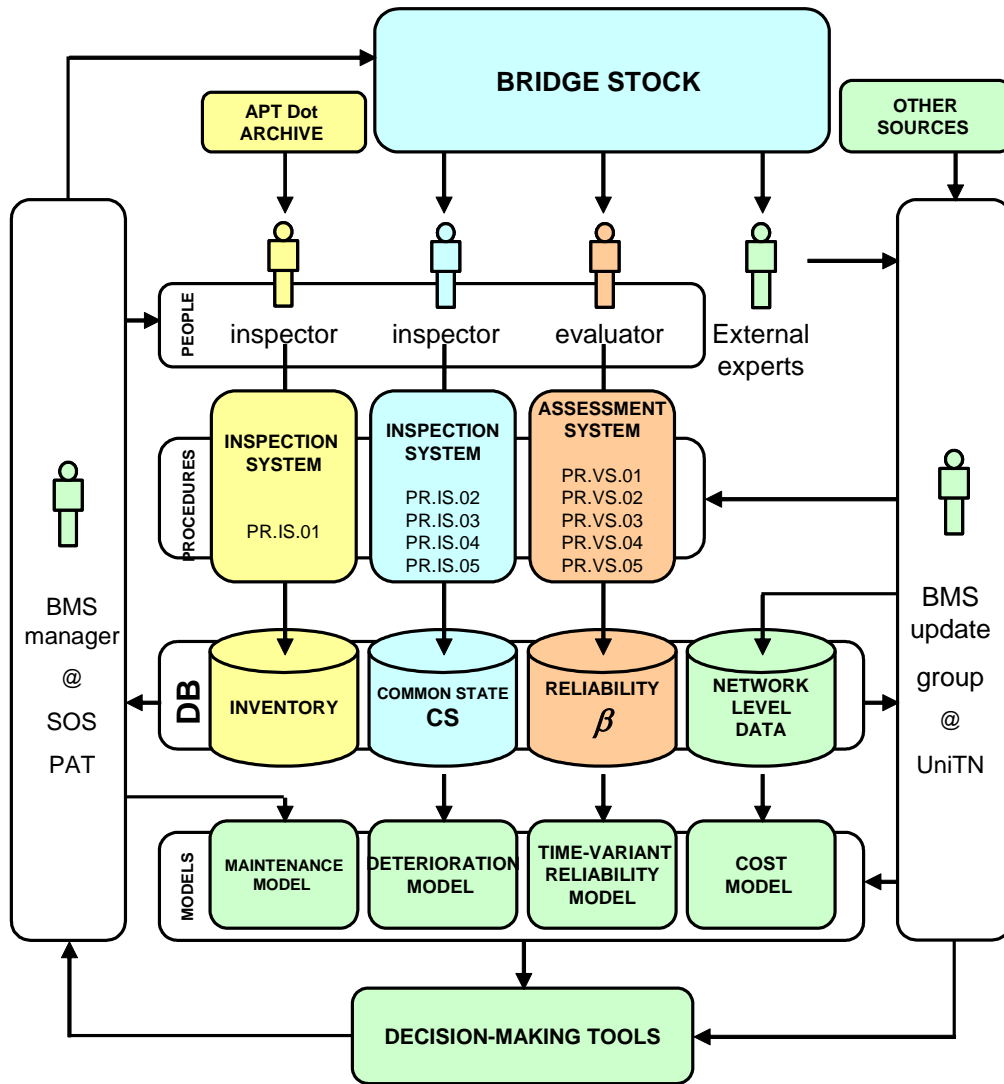 BRIDGE STOCK
APT Dot
ARCHIVE
OTHER
SOURCES
PEOPLE
inspector
inspector
evaluator
External
experts
PROCEDURES
INSPECTION
SYSTEM
PR.IS.01
INSPECTION
SYSTEM
PR.IS.02
PR.IS.03
PR.IS.04
PR.IS.05
ASSESSMENT
SYSTEM
PR.VS.01
PR.VS.02
PR.VS.03
PR.VS.04
PR.VS.05
BMS
manager
@
SOS
PAT
BMS
update
group
@
UniTN
DB
INVENTORY
COMMON STATE
CS
RELIABILITY
β
NETWORK
LEVEL
DATA
MODELS
MAINTENANCE
MODEL
DETERIORATION
MODEL
TIME-VARIANT
RELIABILITY
MODEL
COST
MODEL
DECISION-MAKING TOOLS